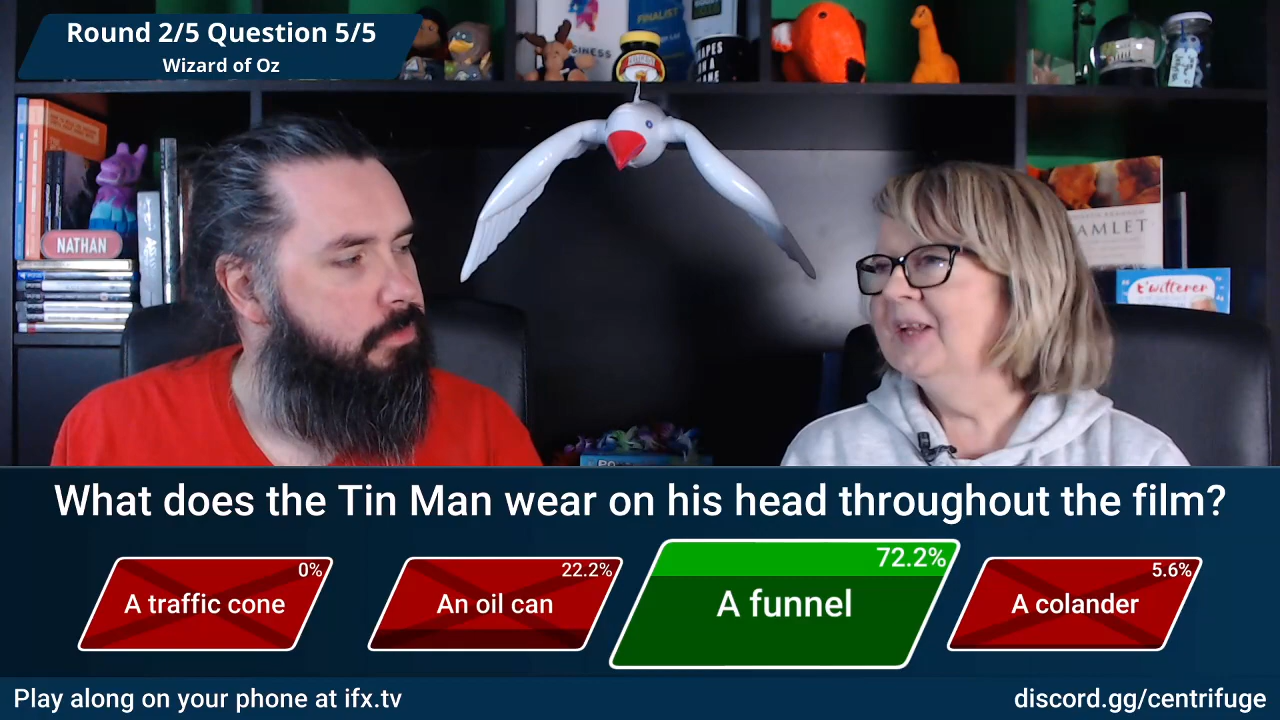 Round 2/5 Question 5/5
Wizard of Oz
FINALIST
NATHAN
AMLET
What does the Tin Man wear on his head throughout the film?
0%
A traffic cone
22.2%
An oil can
72.2%
A funnel
5.6%
A colander
Play along on your phone at ifx.tv
discord.gg/centrifuge